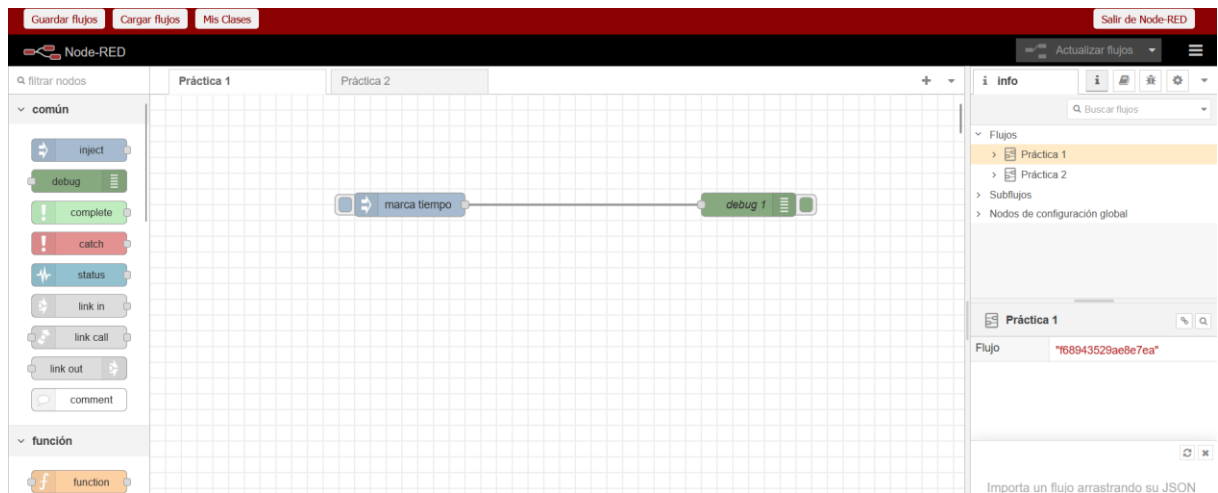 Guardar flujos Cargar flujos Mis Clases Salir de Node-RED
Node-RED Actualizar flujos
filtrar nodos Práctica 1 Práctica 2 i info
común
Buscar flujos
inject
Flujos
Práctica 1
debug
Práctica 2
marca tiempo debug 1
Subflujos
complete
Nodos de configuración global
catch
status
link in
link call
Práctica 1
Flujo "f68943529ae8e7ea"
link out
comment
función
function
Importa un flujo arrastrando su JSON